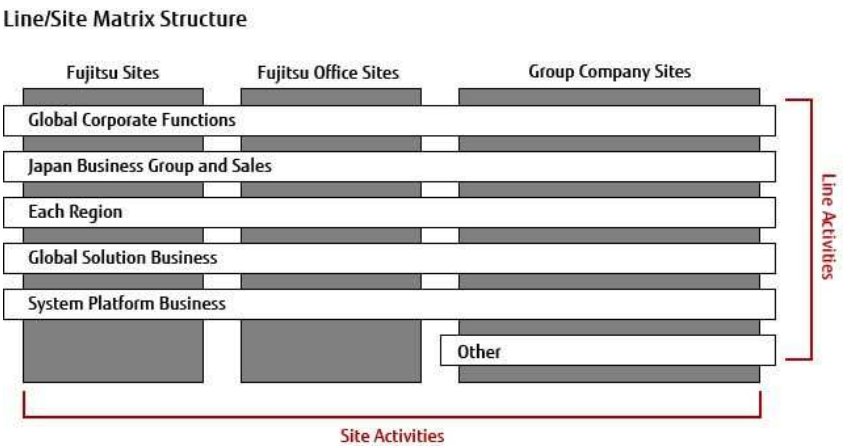 Line/Site Matrix Structure
Fujitsu Sites
Fujitsu Office Sites
Group Company Sites
Global Corporate Functions
Japan Business Group and Sales
Each Region
Global Solution Business
System Platform Business
Other
Line Activities
Site Activities